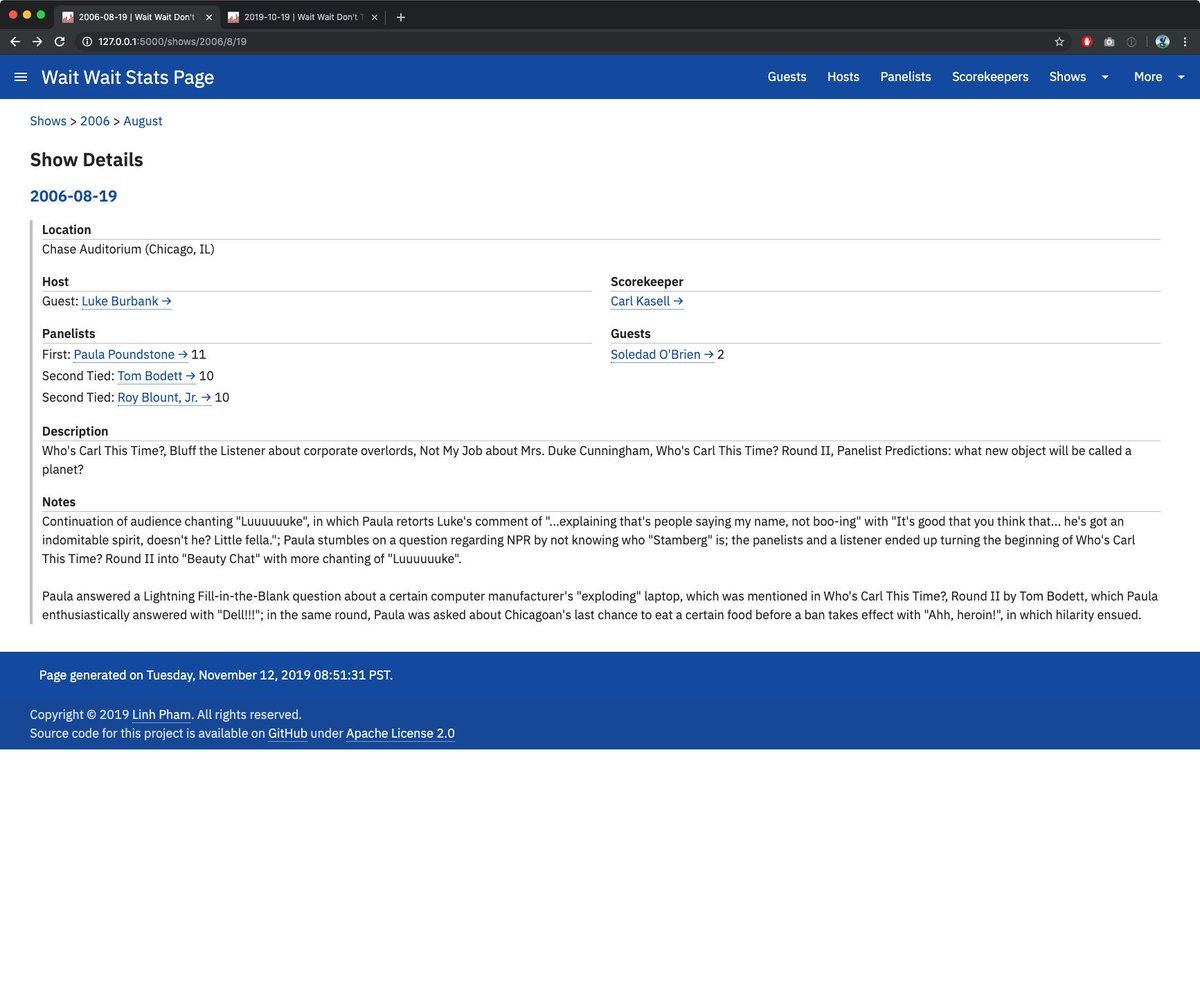 2006-08-19 | Wait Wait Don't
2019-10-19 | Wait Wait Don't T
127.0.0.1:5000/shows/2006/8/19
Wait Wait Stats Page
Guests Hosts Panelists Scorekeepers Shows More
Shows > 2006 > August
Show Details
2006-08-19
Location
Chase Auditorium (Chicago, IL)
Host
Guest: Luke Burbank →
Scorekeeper
Carl Kasell →
Panelists
First: Paula Poundstone → 11
Second Tied: Tom Bodett → 10
Second Tied: Roy Blount, Jr. → 10
Guests
Soledad O'Brien → 2
Description
Who's Carl This Time?, Bluff the Listener about corporate overlords, Not My Job about Mrs. Duke Cunningham, Who's Carl This Time? Round II, Panelist Predictions: what new object will be called a
planet?
Notes
Continuation of audience chanting "Luuuuuuke", in which Paula retorts Luke's comment of "...explaining that's people saying my name, not boo-ing" with "It's good that you think that... he's got an
indomitable spirit, doesn't he? Little fella."; Paula stumbles on a question regarding NPR by not knowing who "Stamberg" is; the panelists and a listener ended up turning the beginning of Who's Carl
This Time? Round II into "Beauty Chat" with more chanting of "Luuuuuuke".
Paula answered a Lightning Fill-in-the-Blank question about a certain computer manufacturer's "exploding" laptop, which was mentioned in Who's Carl This Time?, Round II by Tom Bodett, which Paula
enthusiastically answered with "Dell!!!"; in the same round, Paula was asked about Chicagoan's last chance to eat a certain food before a ban takes effect with "Ahh, heroin!", in which hilarity ensued.
Page generated on Tuesday, November 12, 2019 08:51:31 PST.
Copyright © 2019 Linh Pham. All rights reserved.
Source code for this project is available on GitHub under Apache License 2.0